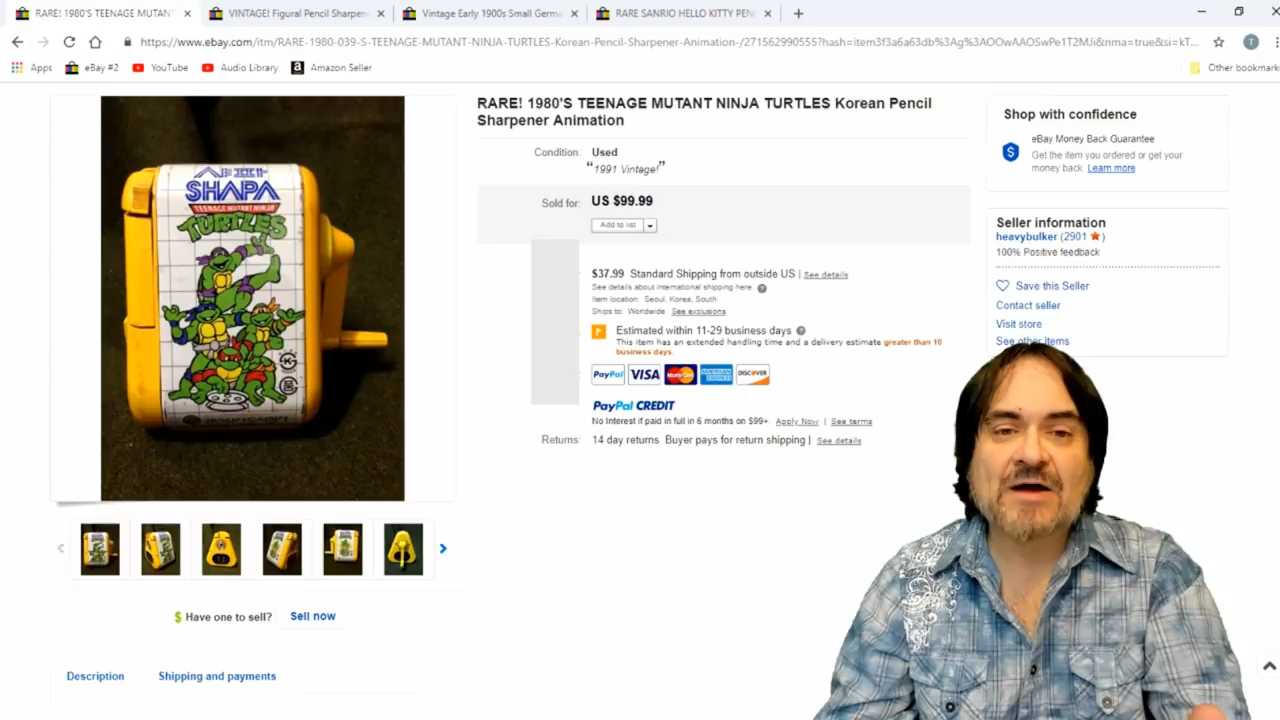 RARE! 1980'S TEENAGE MUTANT
VINTAGE! Figural Pencil Sharpene
Vintage Early 1900s Small Germa
RARE SANRIO HELLO KITTY PEN
https://www.ebay.com/itm/RARE-1980-039-S-TEENAGE-MUTANT-NINJA-TURTLES-Korean-Pencil-Sharpener-Animation-/271562990555?hash=item3f3a6a63db%3Ag%3AOOwAAOSwPe1T2MJi&nma=true&si=kT...
T
Apps
eBay #2
YouTube
Audio Library
Amazon Seller
Other bookmark
RARE! 1980'S TEENAGE MUTANT NINJA TURTLES Korean Pencil
Sharpener Animation
Condition: Used
"1991 Vintage!"
Sold for: US $99.99
Add to list
$37.99 Standard Shipping from outside US | See details
See details about international shipping here.
Item location: Seoul, Korea, South
Ships to: Worldwide See exclusions
Estimated within 11-29 business days
This item has an extended handling time and a delivery estimate greater than 10
business days.
PayPal VISA MasterCard AMERICAN EXPRESS DISCOVER
PayPal CREDIT
No Interest if paid in full in 6 months on $99+. Apply Now | See terms
Returns: 14 day returns. Buyer pays for return shipping | See details
Shop with confidence
eBay Money Back Guarantee
Get the item you ordered or get your
money back. Learn more
Seller information
heavybulker (2901 )
100% Positive feedback
Save this Seller
Contact seller
Visit store
See other items
SHAPA
TEENAGE MUTANT NINJA
TURTLES
$ Have one to sell? Sell now
Description
Shipping and payments